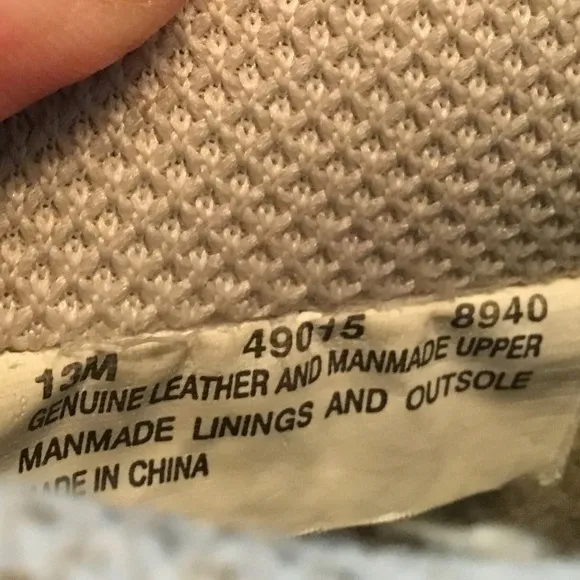 13M 49015 8940
GENUINE LEATHER AND MANMADE UPPER
MANMADE LININGS AND OUTSOLE
MADE IN CHINA